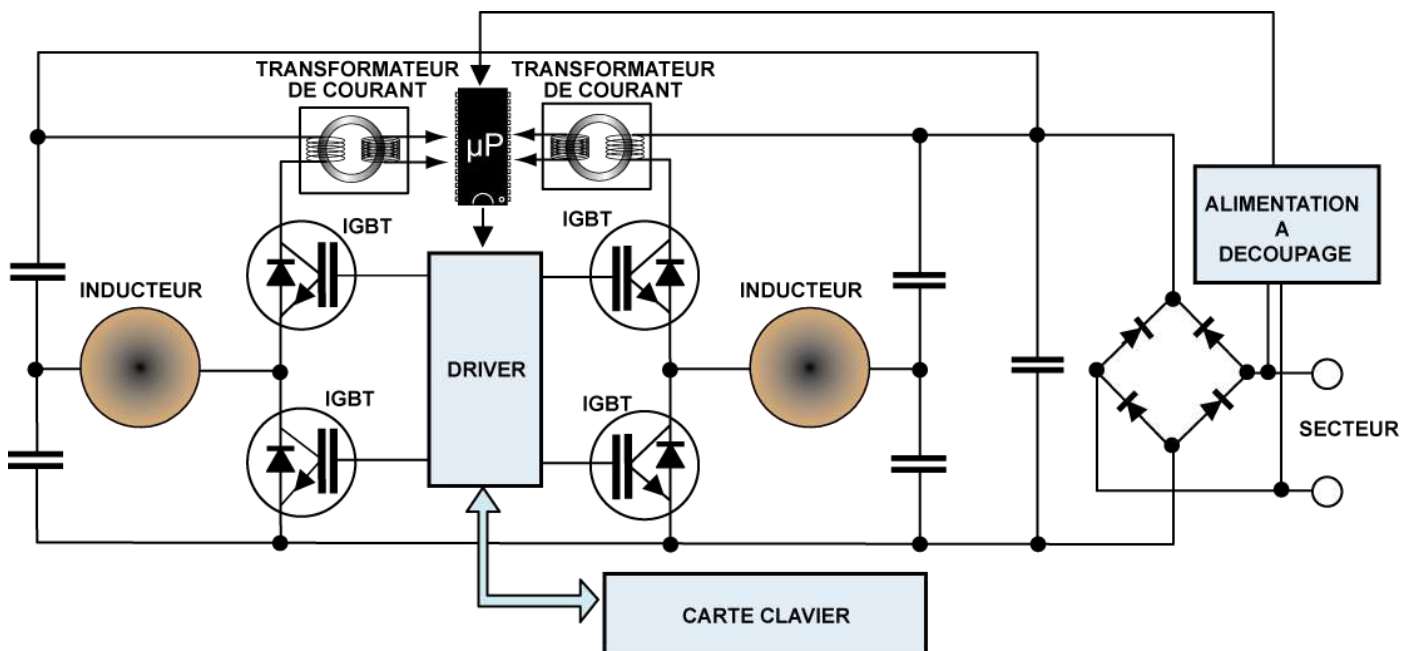 TRANSFORMATEUR
DE COURANT
TRANSFORMATEUR
DE COURANT
µP
ALIMENTATION
A
DECOUPAGE
IGBT
IGBT
INDUCTEUR
INDUCTEUR
DRIVER
IGBT
IGBT
SECTEUR
CARTE CLAVIER